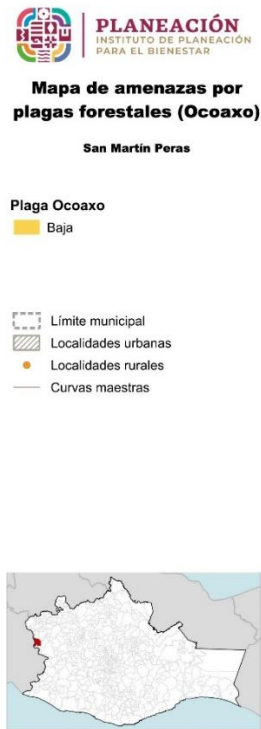 PLANEACIÓN
INSTITUTO DE PLANEACIÓN
PARA EL BIENESTAR
Mapa de amenazas por
plagas forestales (Ocoaxo)
San Martín Peras
Plaga Ocoaxo
Baja
Límite municipal
Localidades urbanas
Localidades rurales
Curvas maestras